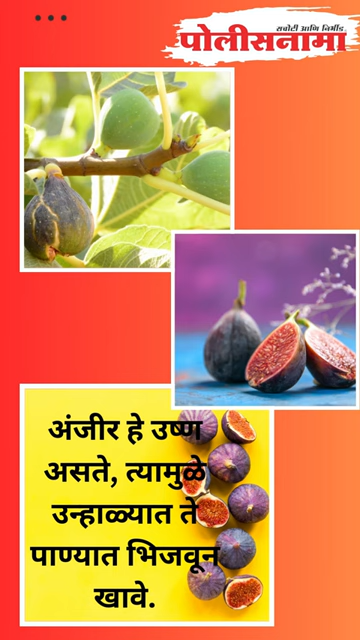 सचोटी आणि निर्भीड
पोलीसनामा
अंजीर हे उष्ण
असते, त्यामुळे
उन्हाळ्यात ते
पाण्यात भिजवून
खावे.